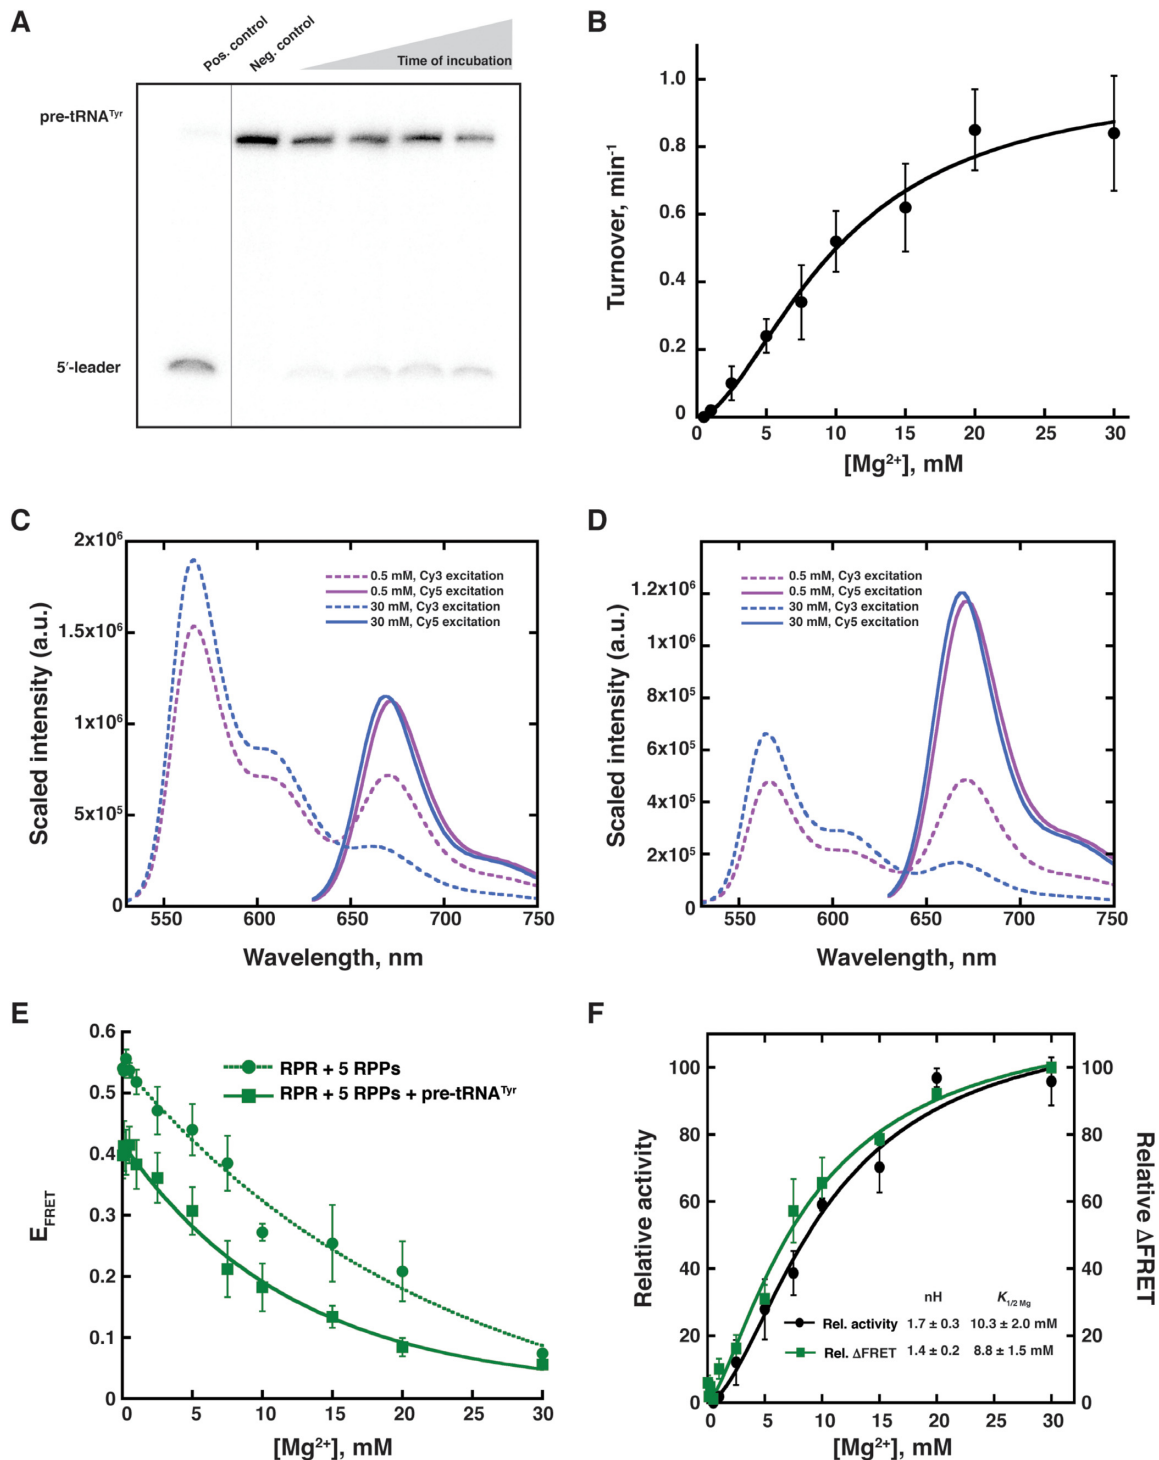 A
Pos. control
Neg. control
Time of incubation
pre-tRNAᵀʸʳ
5′-leader
B
Turnover, min⁻¹
1.0
0.8
0.6
0.4
0.2
0
0 5 10 15 20 25 30
[Mg²⁺], mM
C
Scaled intensity (a.u.)
2x10⁶
1.5x10⁶
1x10⁶
5x10⁵
0
0.5 mM, Cy3 excitation
0.5 mM, Cy5 excitation
30 mM, Cy3 excitation
30 mM, Cy5 excitation
550 600 650 700 750
Wavelength, nm
D
Scaled intensity (a.u.)
1.2x10⁶
1x10⁶
8x10⁵
6x10⁵
4x10⁵
2x10⁵
0
0.5 mM, Cy3 excitation
0.5 mM, Cy5 excitation
30 mM, Cy3 excitation
30 mM, Cy5 excitation
550 600 650 700 750
Wavelength, nm
E
E_FRET
0.6
0.5
0.4
0.3
0.2
0.1
0
RPR + 5 RPPs
RPR + 5 RPPs + pre-tRNAᵀʸʳ
0 5 10 15 20 25 30
[Mg²⁺], mM
F
Relative activity
100
80
60
40
20
0
nH K₁/₂ Mg
Rel. activity 1.7 ± 0.3 10.3 ± 2.0 mM
Rel. ΔFRET 1.4 ± 0.2 8.8 ± 1.5 mM
100
80
60
40
20
0
Relative ΔFRET
0 5 10 15 20 25 30
[Mg²⁺], mM